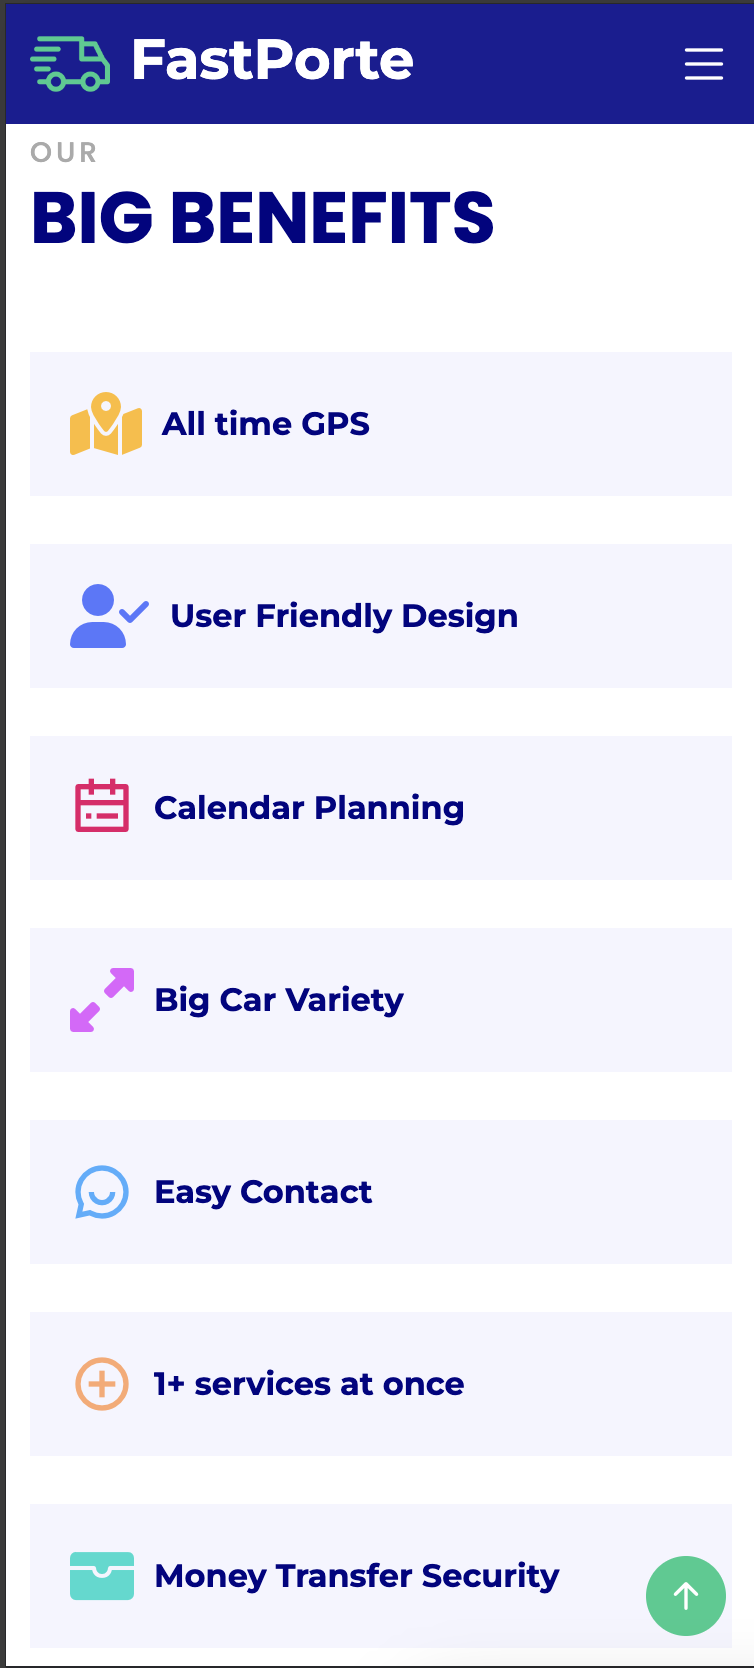 FastPorte
OUR
BIG BENEFITS
All time GPS
User Friendly Design
Calendar Planning
Big Car Variety
Easy Contact
1+ services at once
Money Transfer Security